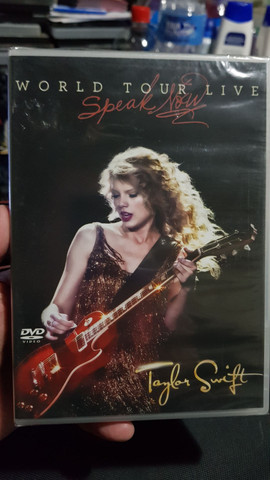 WORLD TOUR LIVE
Speak Now
DVD
VIDEO
Taylor Swift